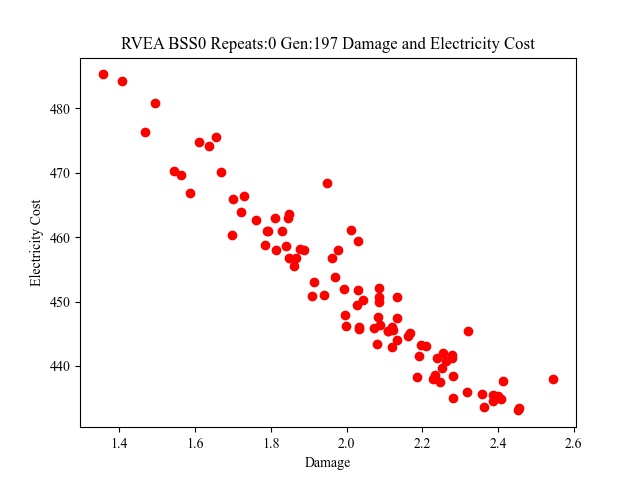 RVEA BSS0 Repeats:0 Gen:197 Damage and Electricity Cost
480
470
460
450
440
Electricity Cost
1.4 1.6 1.8 2.0 2.2 2.4 2.6
Damage